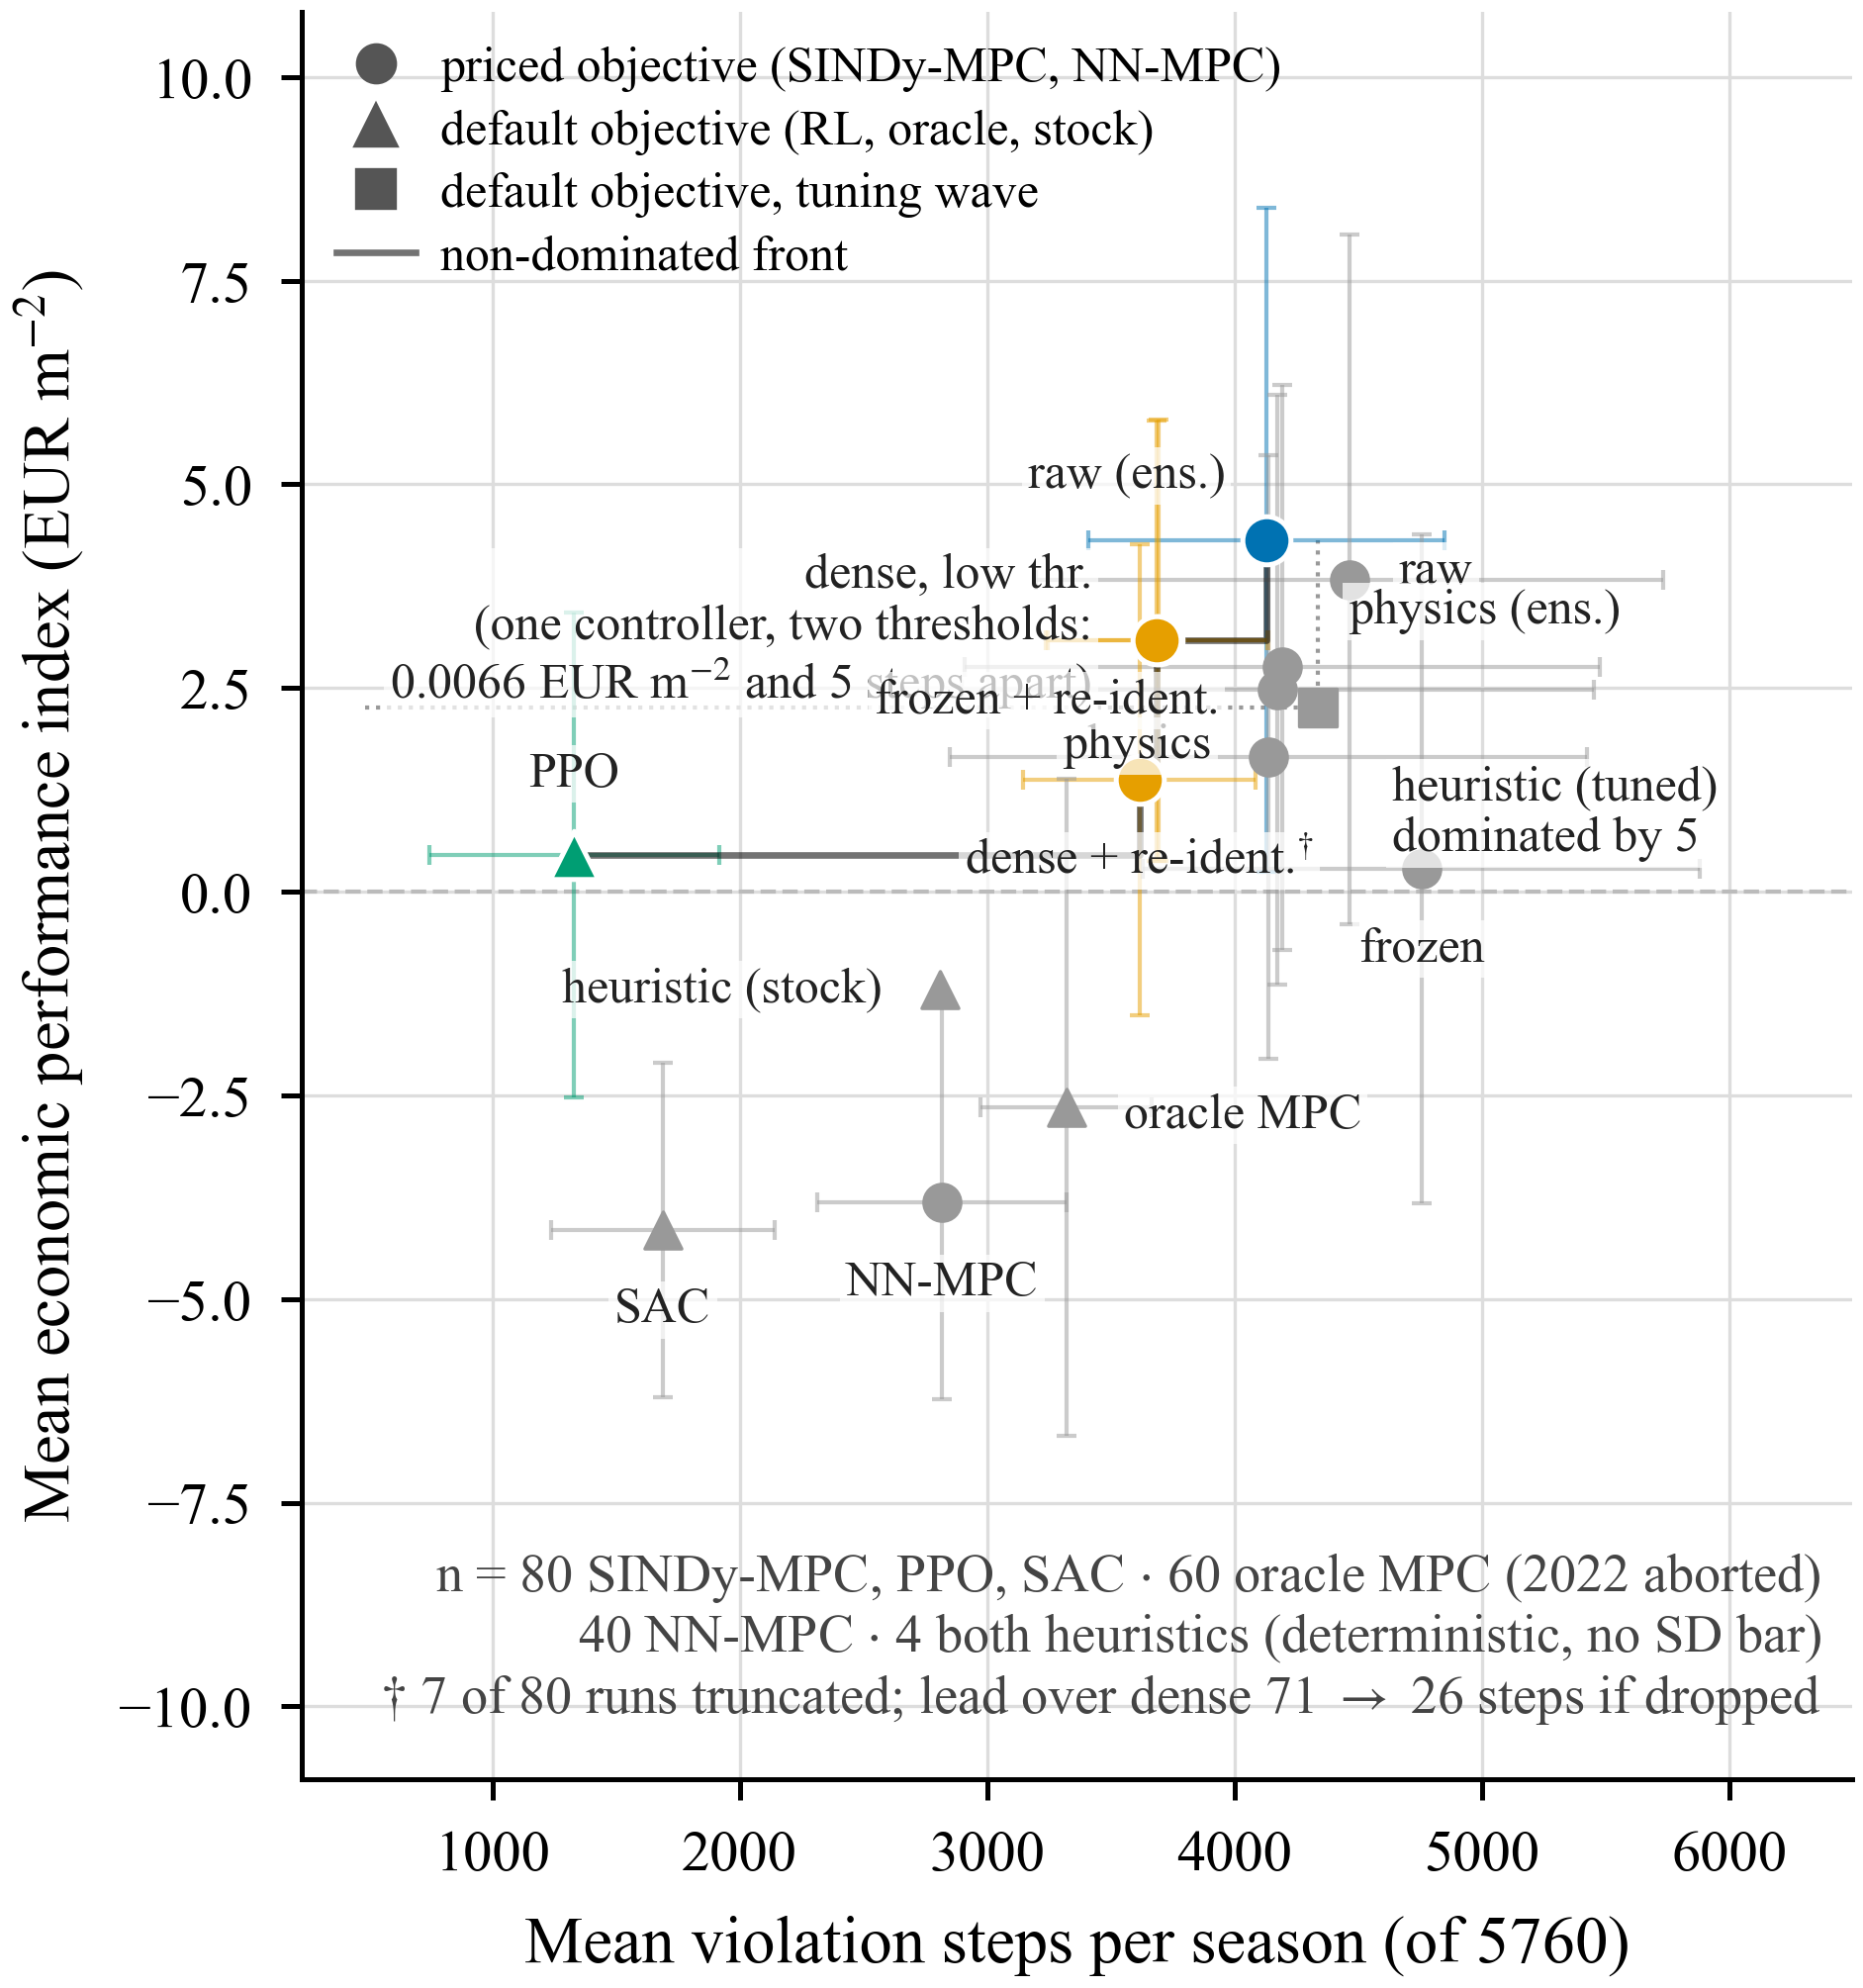 priced objective (SINDy-MPC, NN-MPC)
default objective (RL, oracle, stock)
default objective, tuning wave
non-dominated front
10.0
7.5
5.0
2.5
0.0
−2.5
−5.0
−7.5
−10.0
Mean economic performance index (EUR m⁻²)
raw (ens.)
dense, low thr.
(one controller, two thresholds:
0.0066 EUR m⁻² and 5 steps apart)
raw
physics (ens.)
frozen + re-ident.
physics
PPO
heuristic (tuned)
dominated by 5
dense + re-ident.†
frozen
heuristic (stock)
oracle MPC
NN-MPC
SAC
n = 80 SINDy-MPC, PPO, SAC · 60 oracle MPC (2022 aborted)
40 NN-MPC · 4 both heuristics (deterministic, no SD bar)
† 7 of 80 runs truncated; lead over dense 71 → 26 steps if dropped
1000 2000 3000 4000 5000 6000
Mean violation steps per season (of 5760)